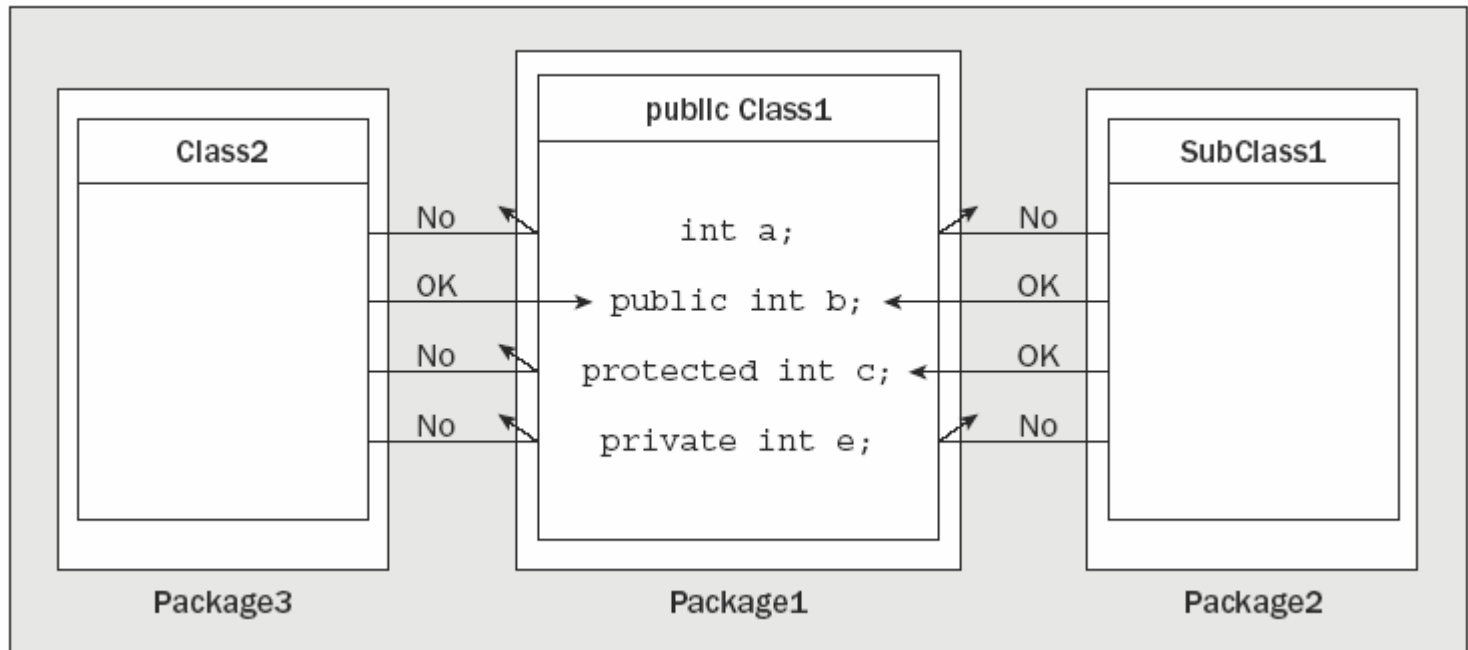 public Class1
Class2
SubClass1
No
int a;
No
OK
public int b;
OK
No
protected int c;
OK
No
private int e;
No
Package3
Package1
Package2